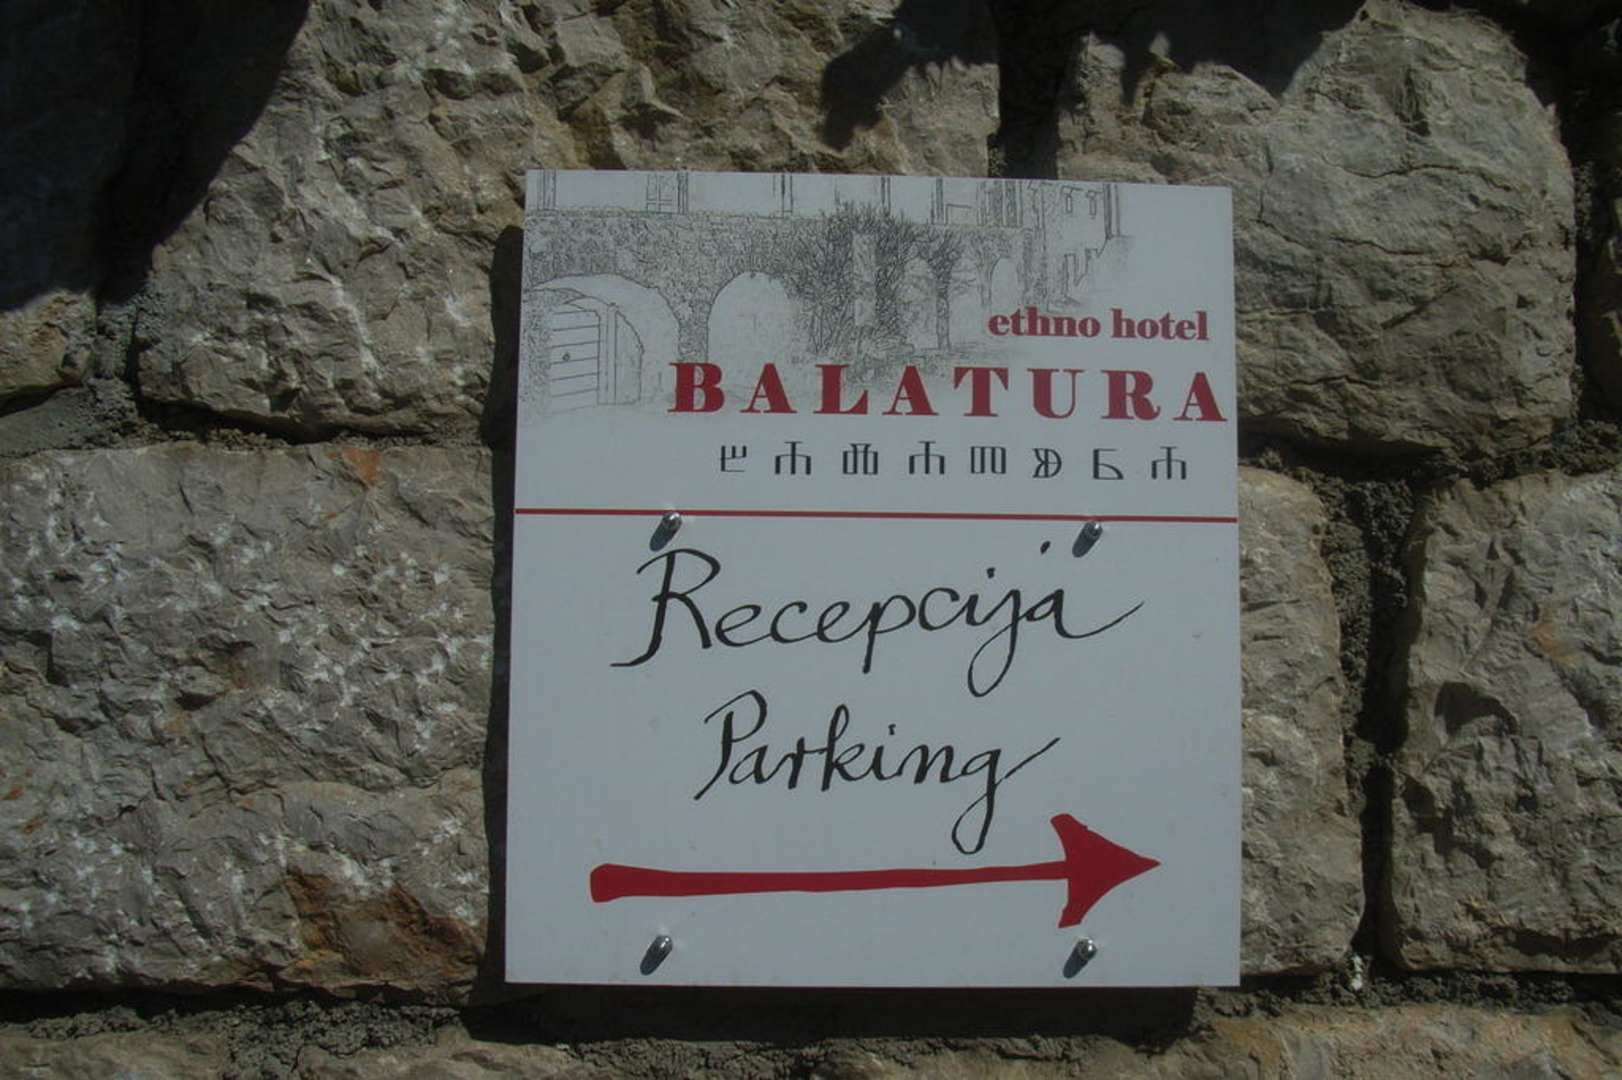 ethno hotel
BALATURA
ⰁⰀⰎⰀⰕⰖⰓⰀ
Recepcija
Parking